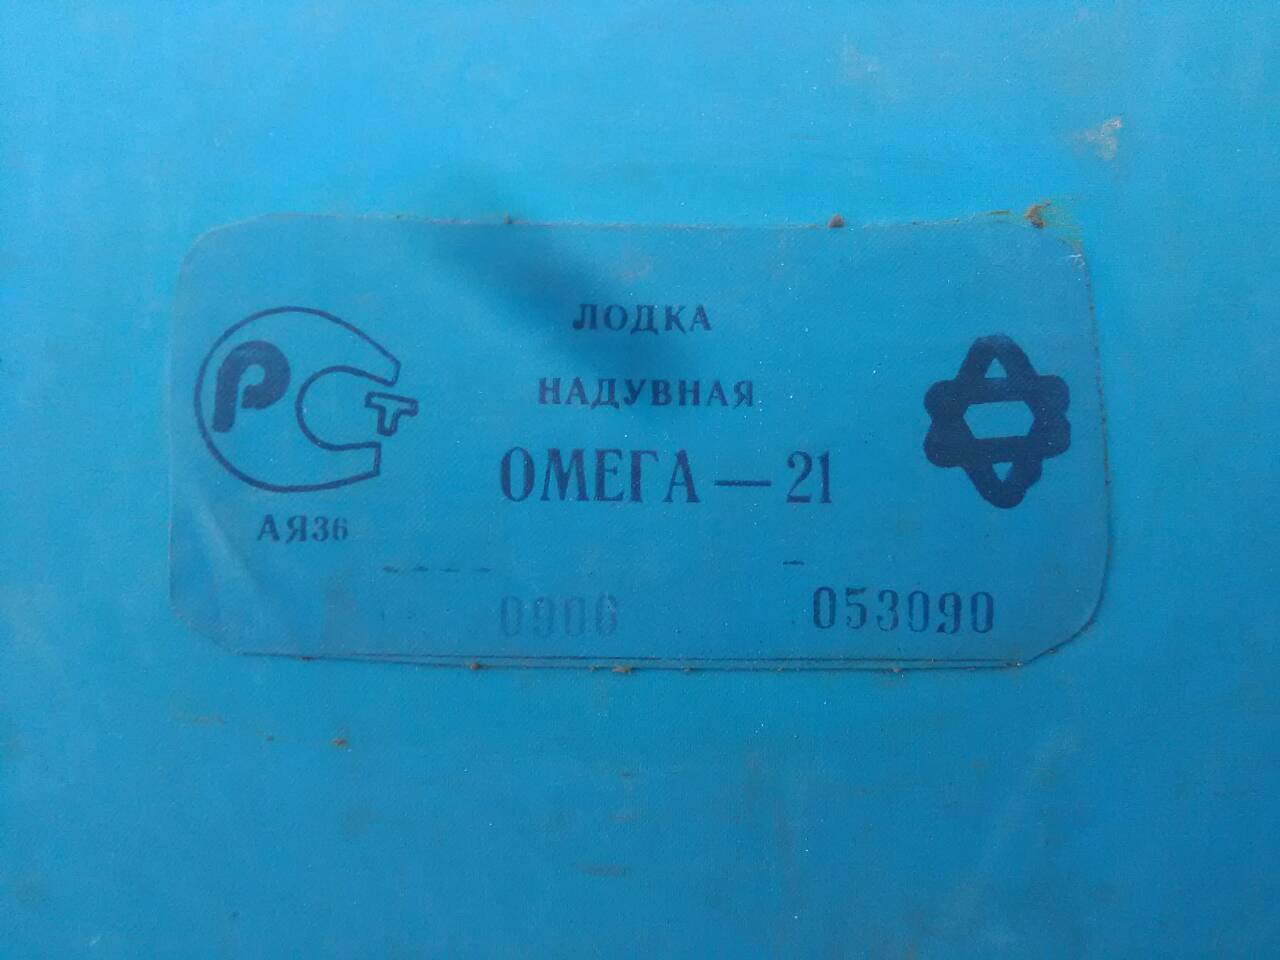 ЛОДКА
НАДУВНАЯ
ОМЕГА — 21
РСТ
АЯ36
0906 053090